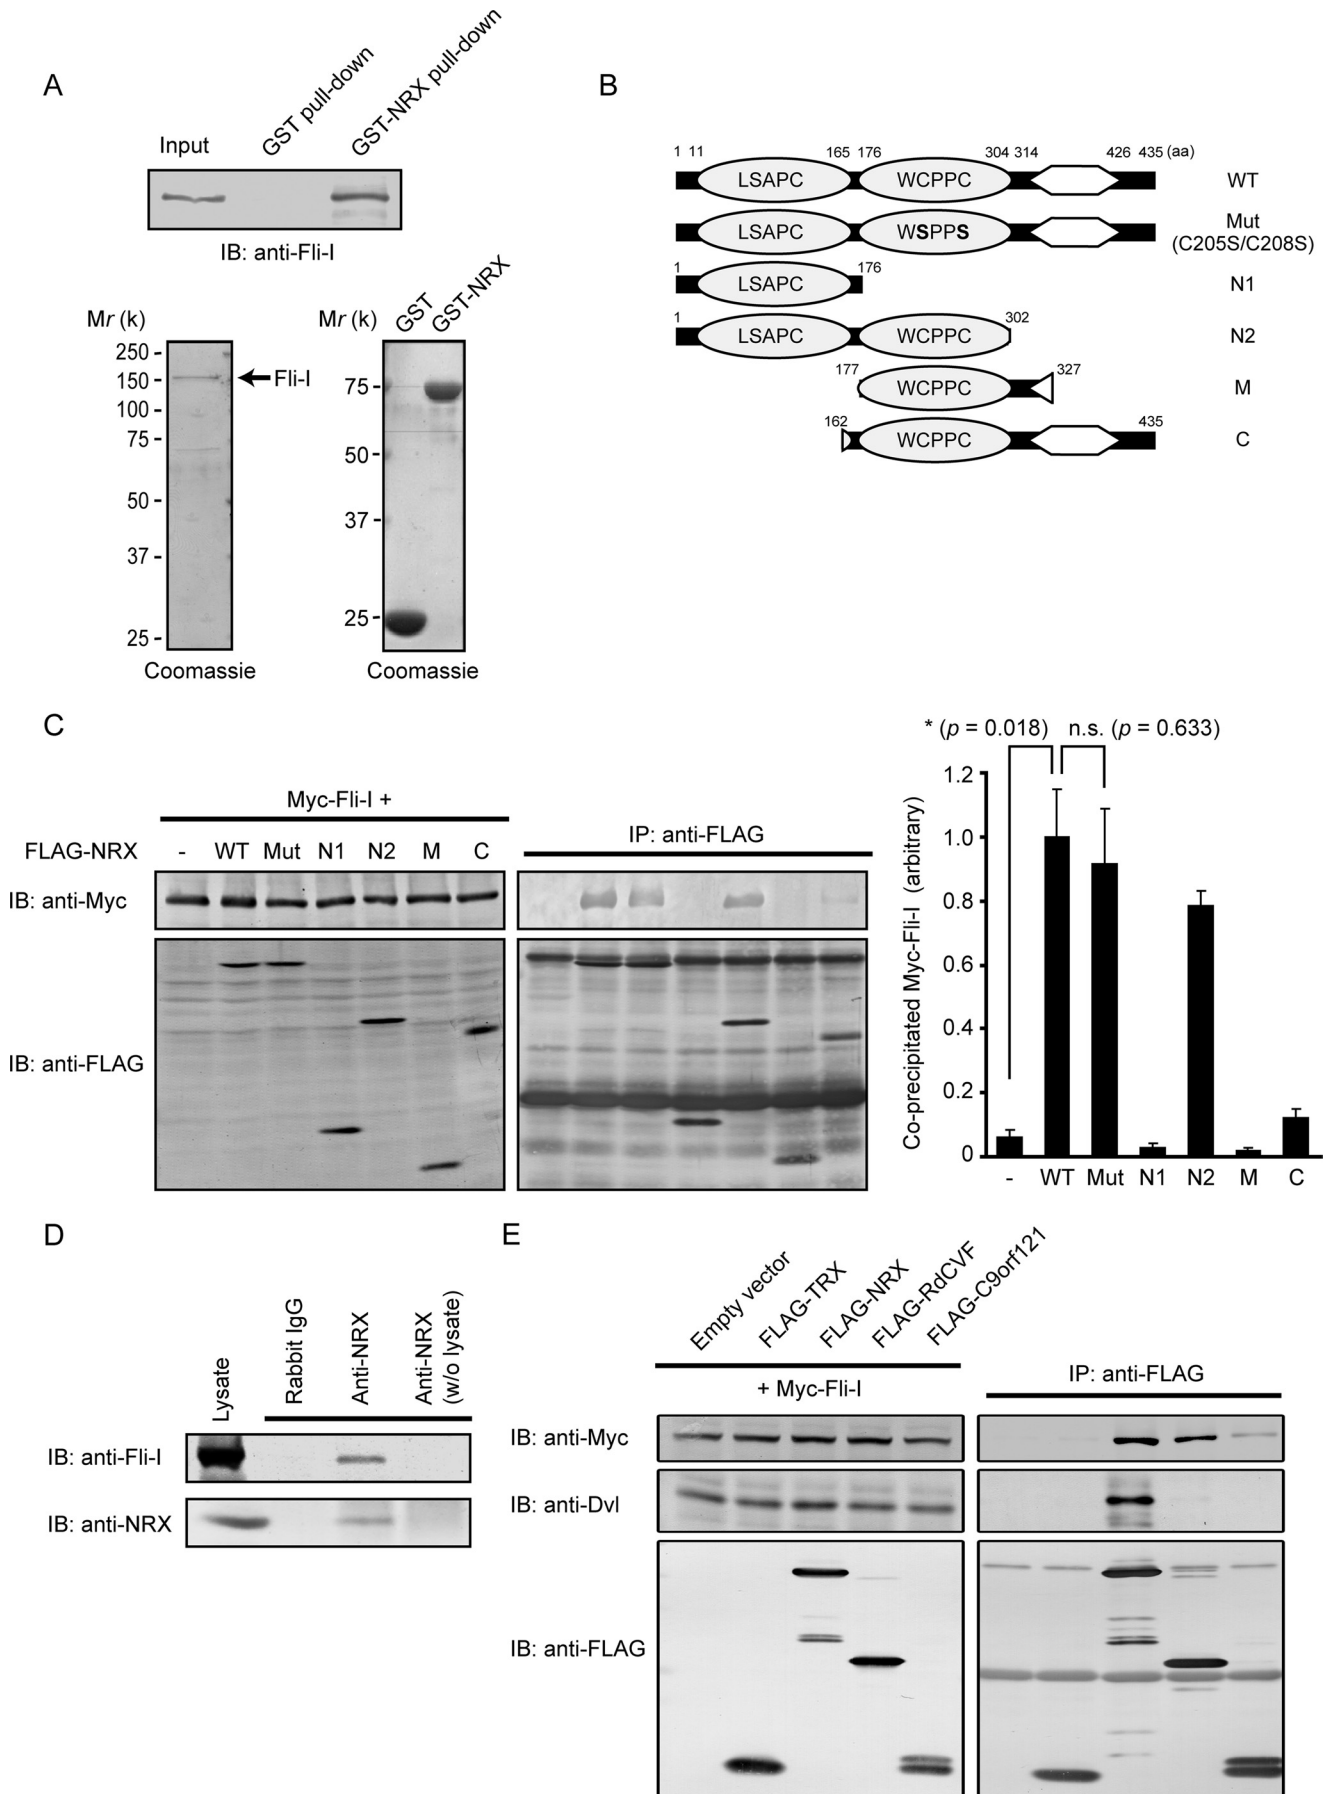 A
Input
GST pull-down
GST-NRX pull-down
IB: anti-Fli-I
Mr (k)
250 -
150 -
100 -
75 -
50 -
37 -
25 -
Fli-I
Coomassie
Mr (k)
GST
GST-NRX
75 -
50 -
37 -
25 -
Coomassie
B
1 11 165 176 304 314 426 435 (aa)
LSAPC WCPPC WT
LSAPC WSPPS Mut
(C205S/C208S)
1 176
LSAPC N1
1 302
LSAPC WCPPC N2
177 327
WCPPC M
162 435
WCPPC C
C
Myc-Fli-I +
FLAG-NRX - WT Mut N1 N2 M C
IP: anti-FLAG
IB: anti-Myc
IB: anti-FLAG
* (p = 0.018) n.s. (p = 0.633)
Co-precipitated Myc-Fli-I (arbitrary)
1.2
1.0
0.8
0.6
0.4
0.2
0
- WT Mut N1 N2 M C
D
Lysate
Rabbit IgG
Anti-NRX
Anti-NRX
(w/o lysate)
IB: anti-Fli-I
IB: anti-NRX
E
Empty vector
FLAG-TRX
FLAG-NRX
FLAG-RdCVF
FLAG-C9orf121
+ Myc-Fli-I
IP: anti-FLAG
IB: anti-Myc
IB: anti-Dvl
IB: anti-FLAG